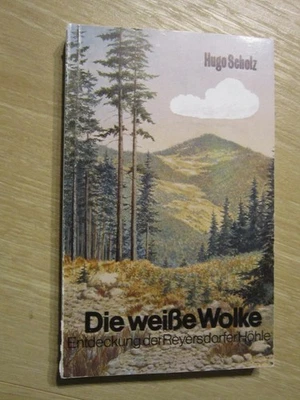 Hugo Scholz
Die weiße Wolke
Entdeckung der Reyersdorfer Höhle